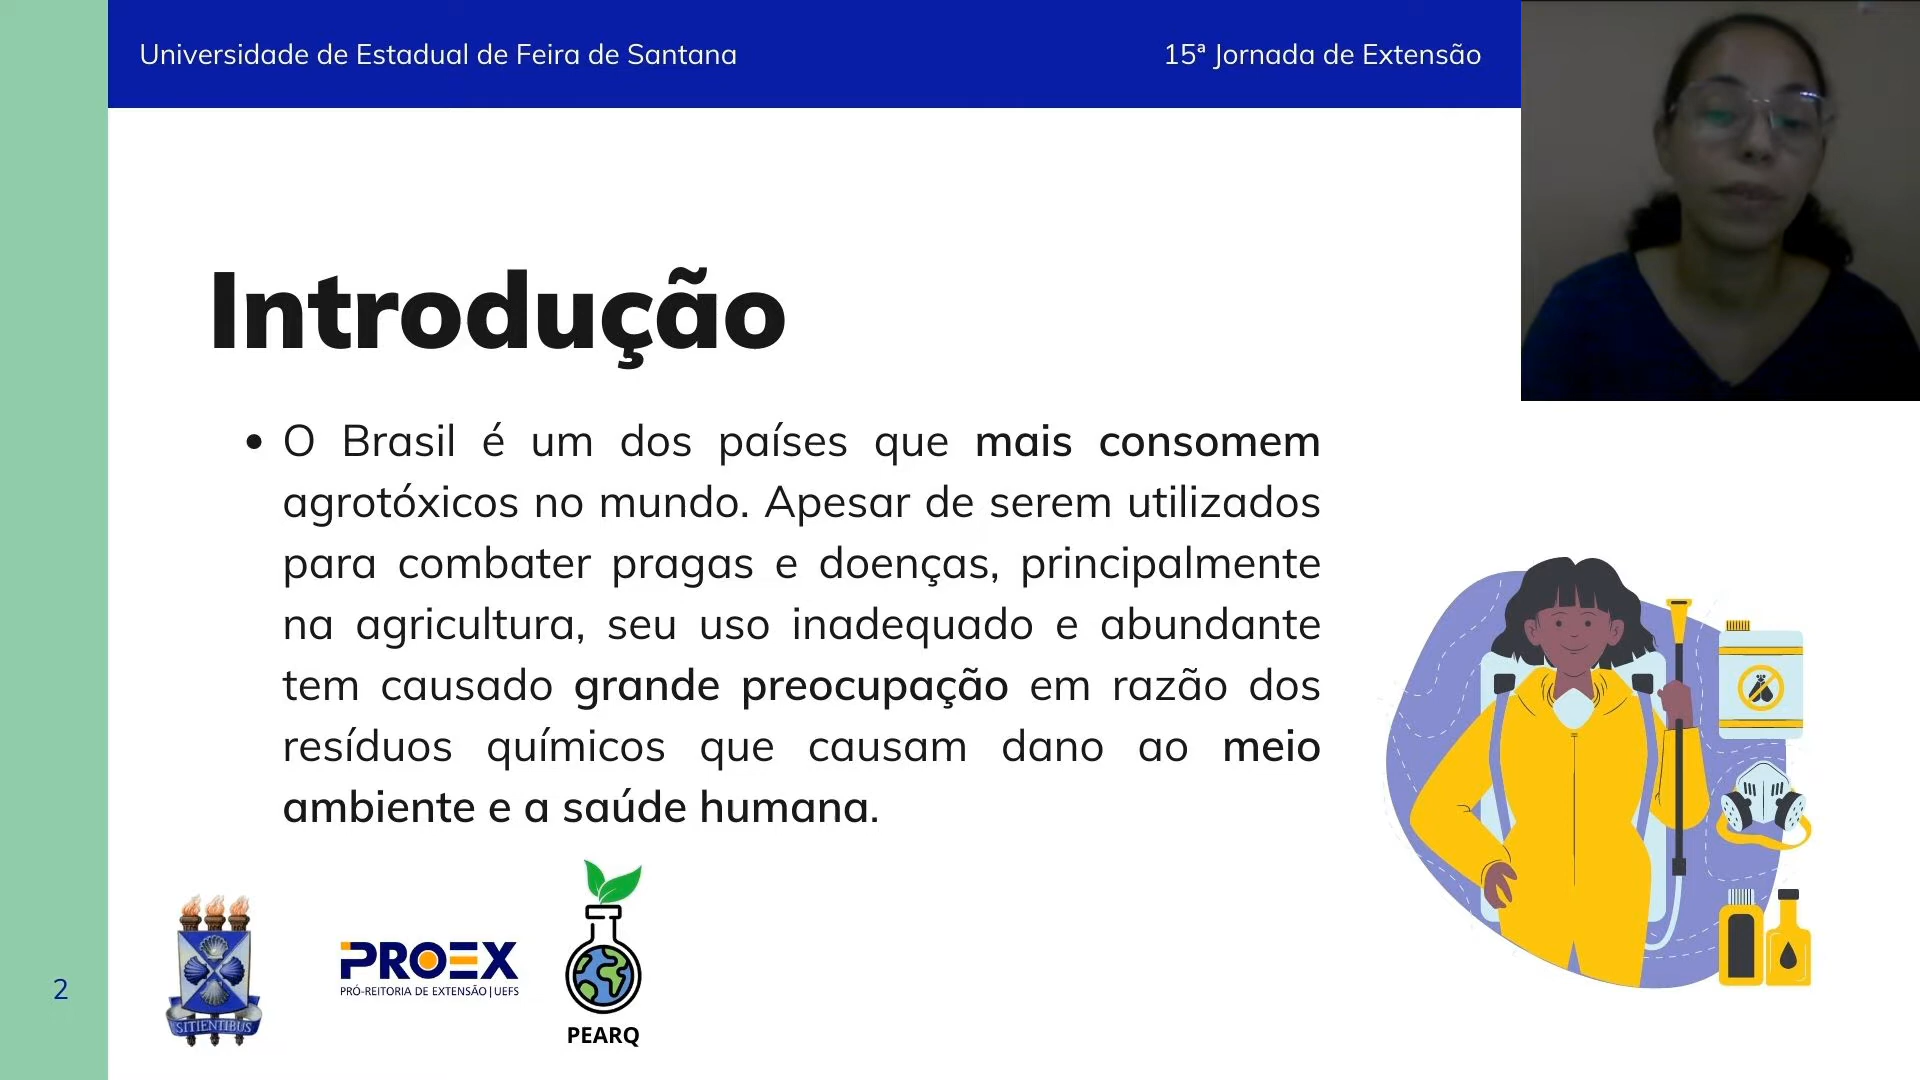 Universidade de Estadual de Feira de Santana
15ª Jornada de Extensão
Introdução
• O Brasil é um dos países que mais consomem
agrotóxicos no mundo. Apesar de serem utilizados
para combater pragas e doenças, principalmente
na agricultura, seu uso inadequado e abundante
tem causado grande preocupação em razão dos
resíduos químicos que causam dano ao meio
ambiente e a saúde humana.
SITIENTIBUS
PROEX
PRÓ-REITORIA DE EXTENSÃO|UEFS
PEARQ
2